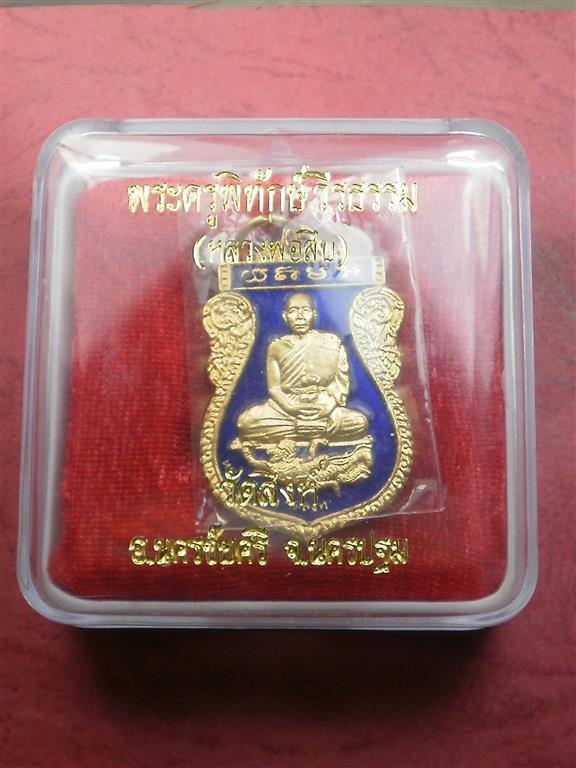 พระครูพิทักษ์วีรธรรม
(หลวงพ่อสืบ)
วัดสิงห์
อ.นครชัยศรี จ.นครปฐม